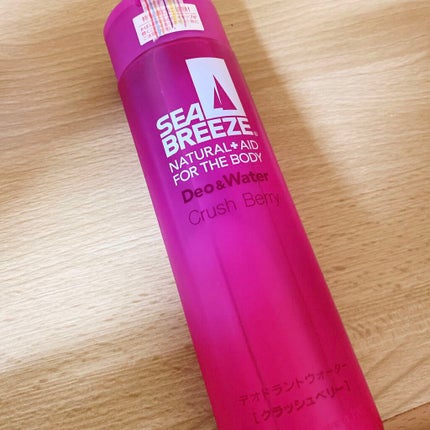 SEA
BREEZE®
NATURAL+AID
FOR THE BODY
Deo&Water
Crush Berry
デオドラントウォーター
[クラッシュベリー]